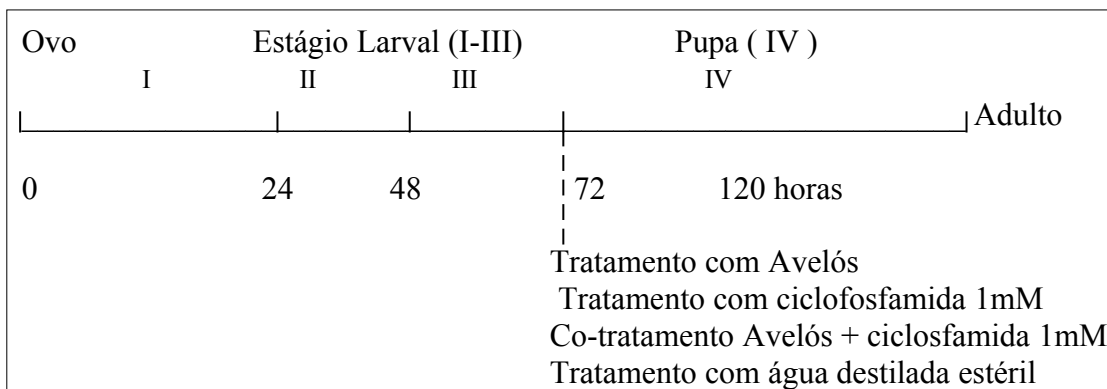 Ovo Estágio Larval (I-III) Pupa ( IV )
I II III IV
Adulto
0 24 48 72 120 horas
Tratamento com Avelós
Tratamento com ciclofosfamida 1mM
Co-tratamento Avelós + ciclosfamida 1mM
Tratamento com água destilada estéril